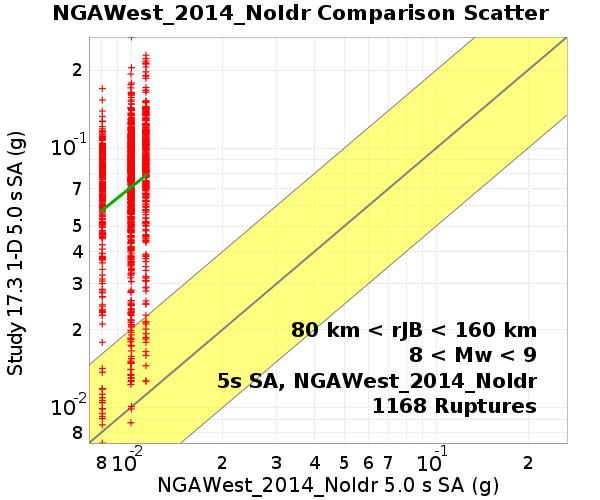 NGAWest_2014_NoIdr Comparison Scatter
Study 17.3 1-D 5.0 s SA (g)
2
10-1
7
5
4
3
2
10-2
8
80 km < rJB < 160 km
8 < Mw < 9
5s SA, NGAWest_2014_NoIdr
1168 Ruptures
8 10-2 2 3 4 5 6 7 10-1 2
NGAWest_2014_NoIdr 5.0 s SA (g)